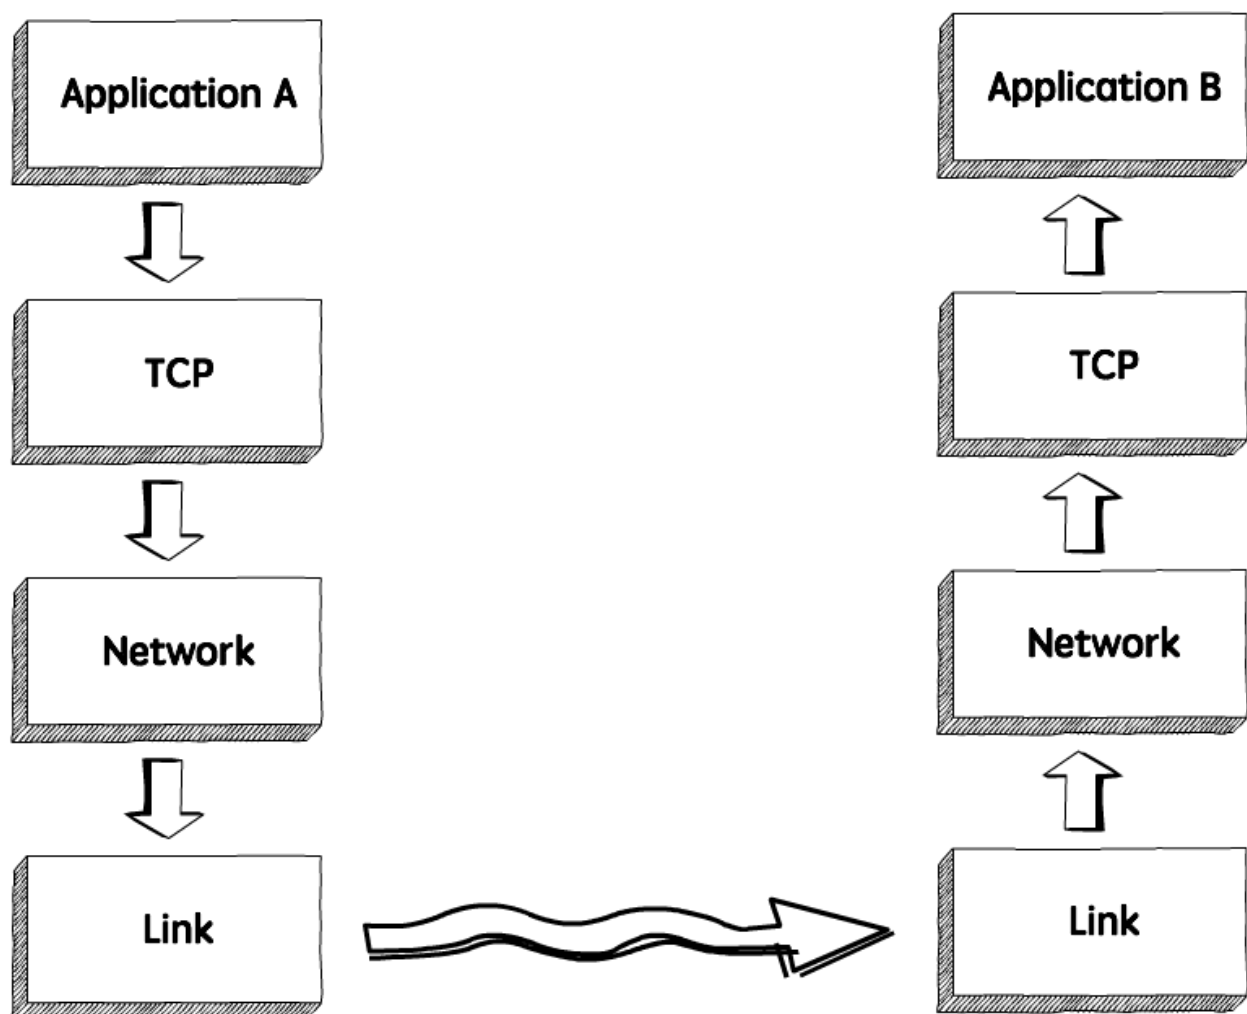 Application A
Application B
TCP
TCP
Network
Network
Link
Link